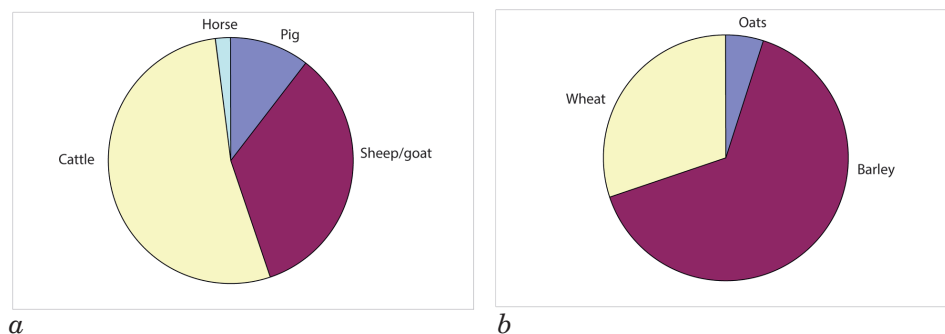 Horse
Pig
Cattle
Sheep/goat
a
Oats
Wheat
Barley
b